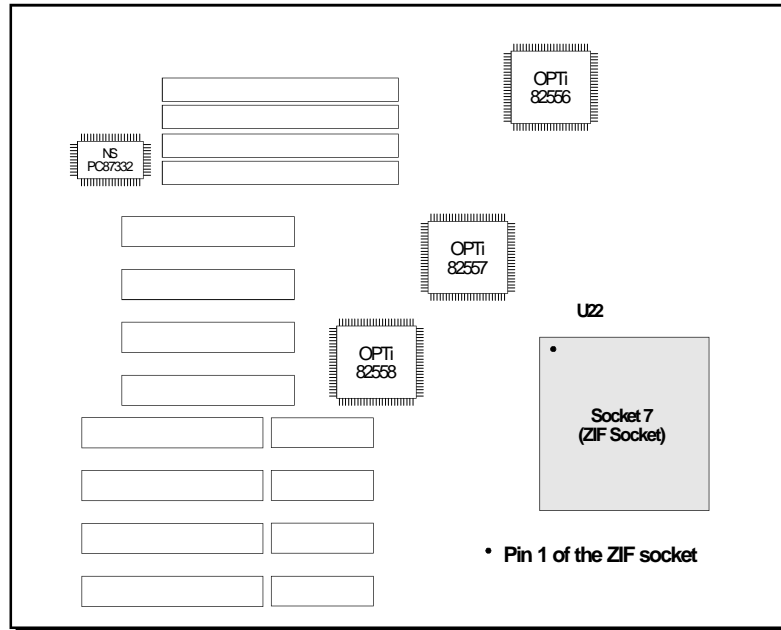 OPTi
82556
NS
PC87332
OPTi
82557
U22
OPTi
82558
Socket 7
(ZIF Socket)
• Pin 1 of the ZIF socket